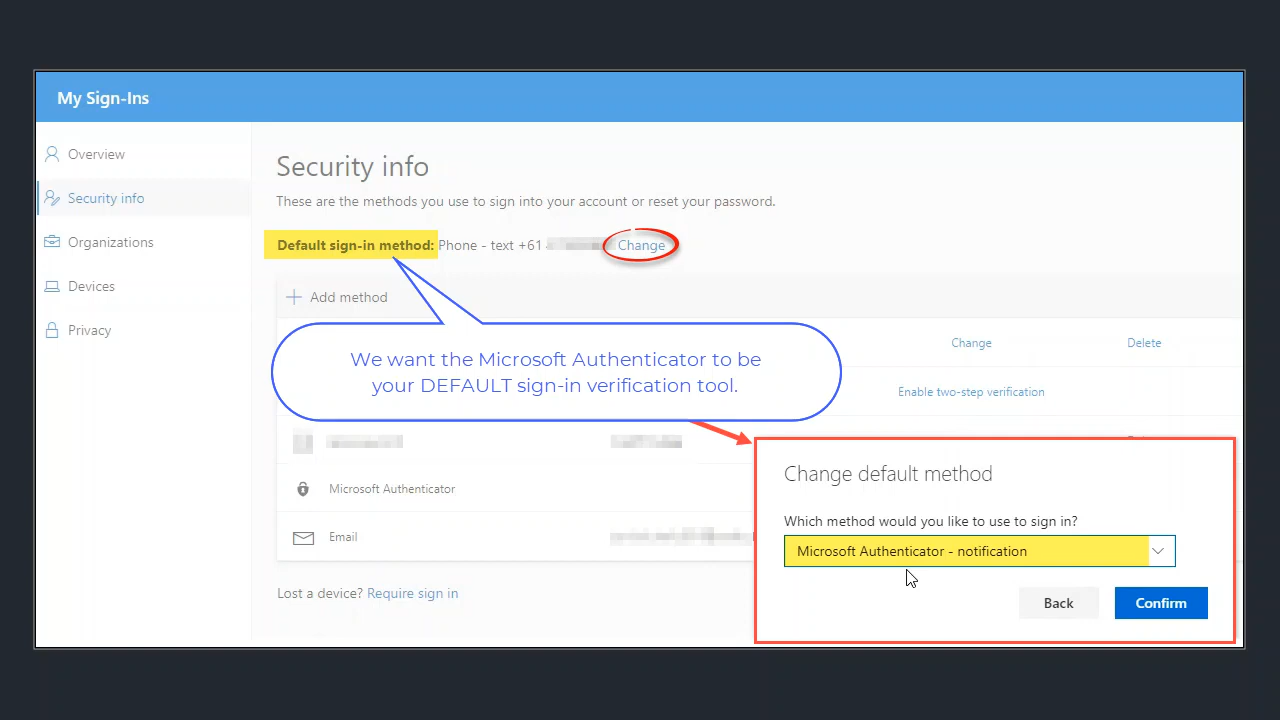 My Sign-Ins
Overview
Security info
Organizations
Devices
Privacy
Security info
These are the methods you use to sign into your account or reset your password.
Default sign-in method: Phone - text +61 Change
Add method
Change Delete
We want the Microsoft Authenticator to be
your DEFAULT sign-in verification tool.
Enable two-step verification
Microsoft Authenticator
Email
Lost a device? Require sign in
Change default method
Which method would you like to use to sign in?
Microsoft Authenticator - notification
Back Confirm